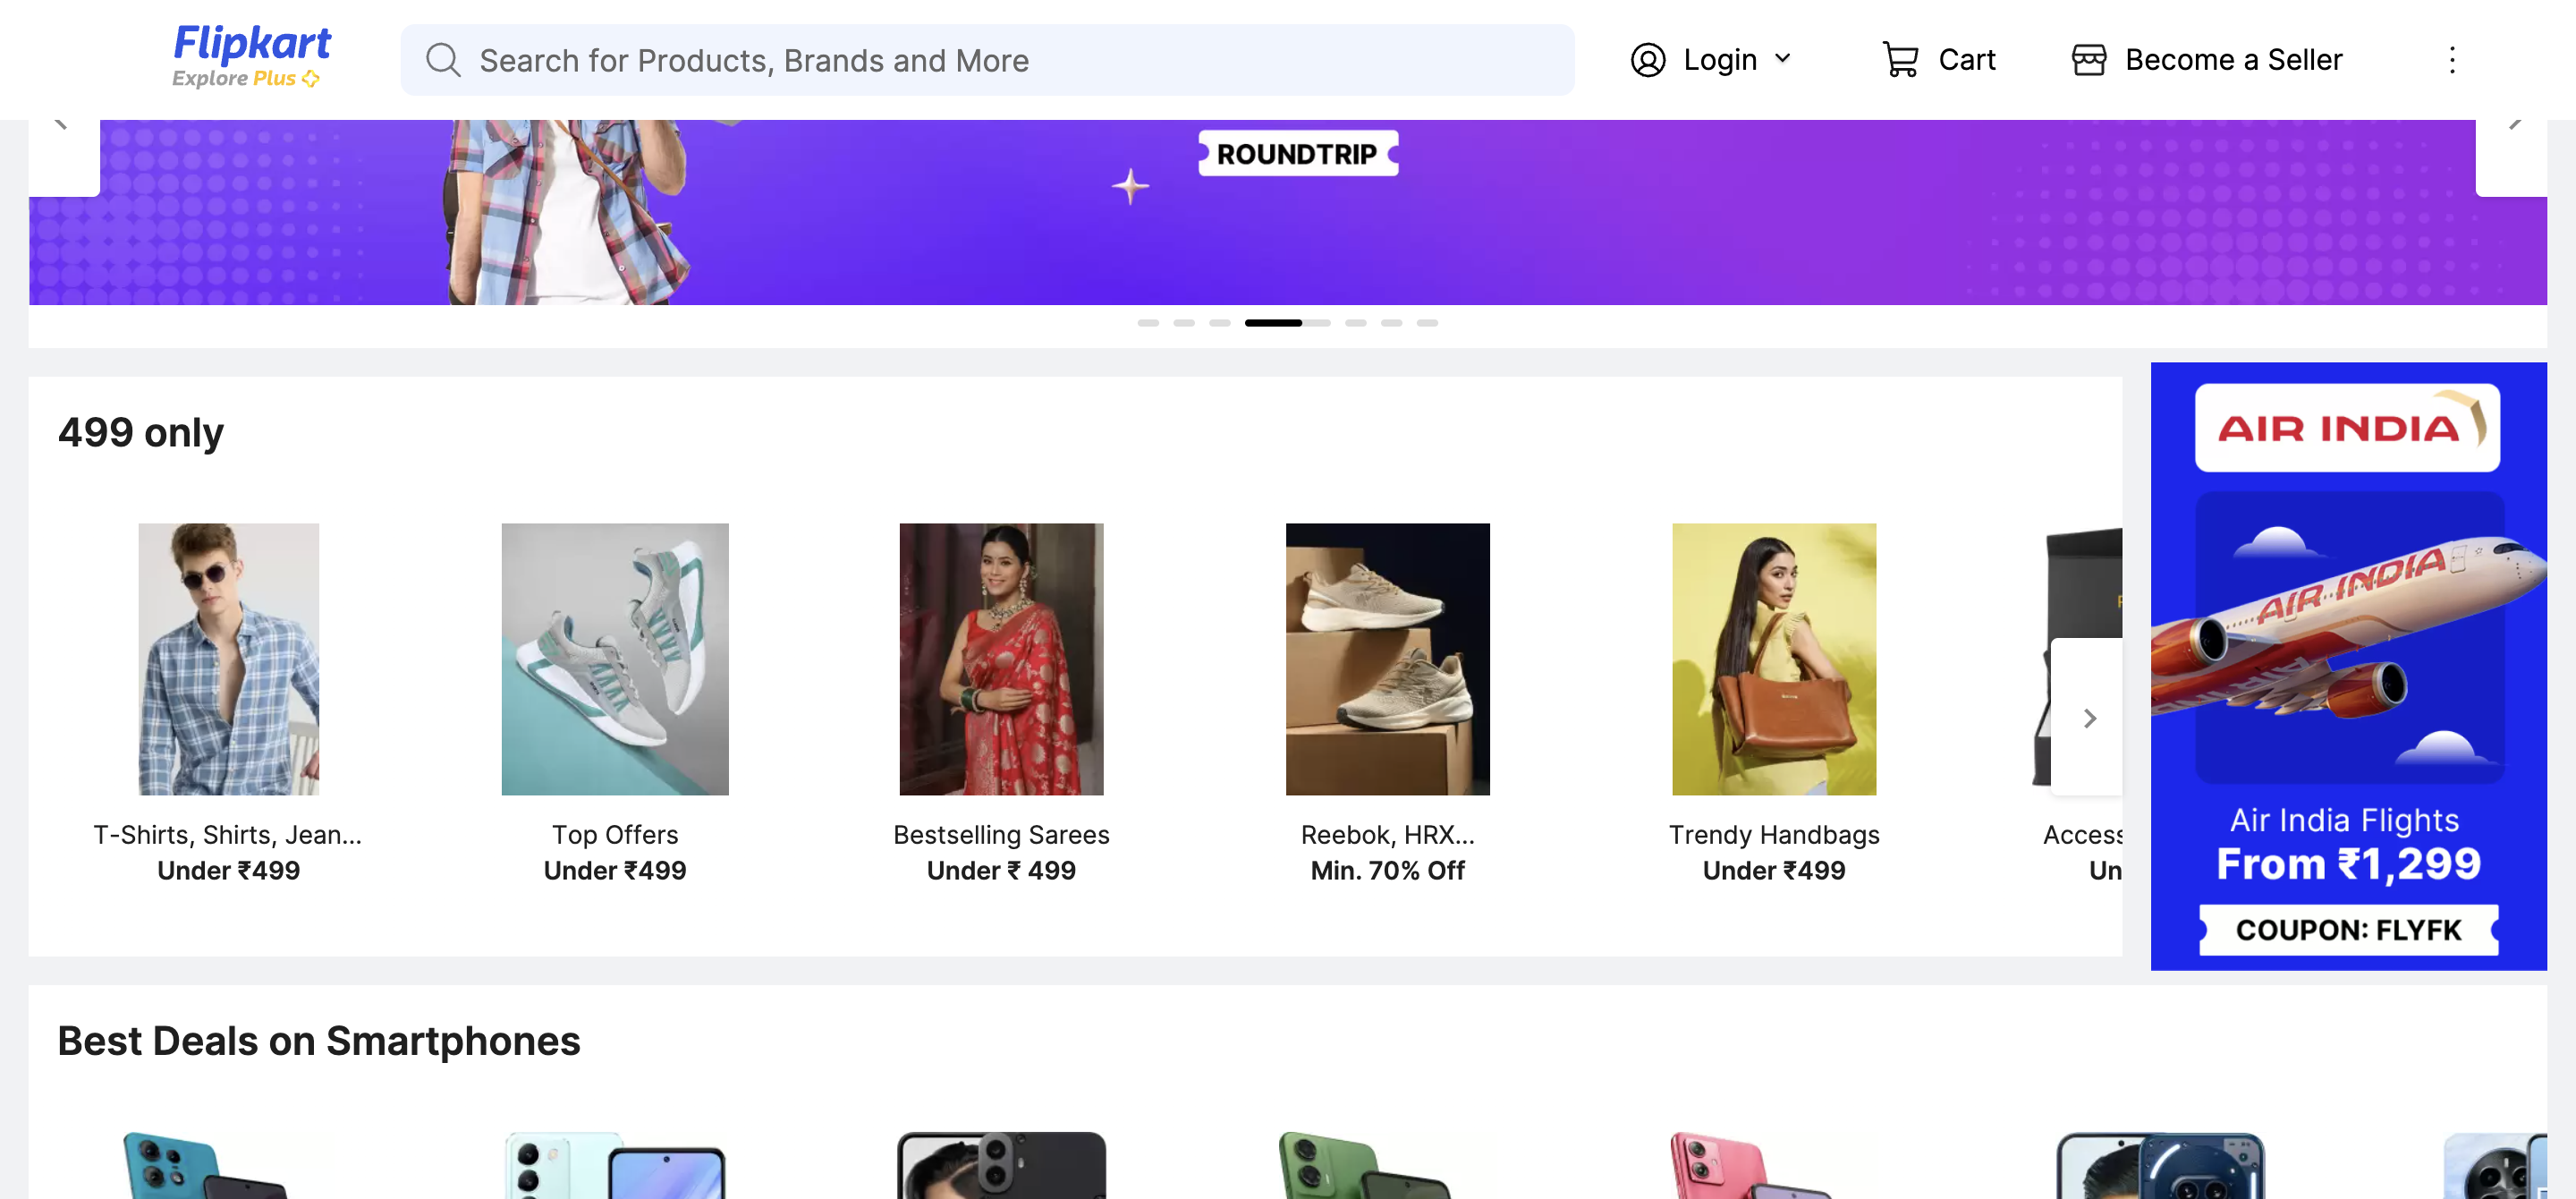 Flipkart
Explore Plus
Search for Products, Brands and More
Login
Cart
Become a Seller
ROUNDTRIP
499 only
T-Shirts, Shirts, Jean...
Under ₹499
Top Offers
Under ₹499
Bestselling Sarees
Under ₹ 499
Reebok, HRX...
Min. 70% Off
Trendy Handbags
Under ₹499
Access
Un
AIR INDIA
AIR INDIA
Air India Flights
From ₹1,299
COUPON: FLYFK
Best Deals on Smartphones